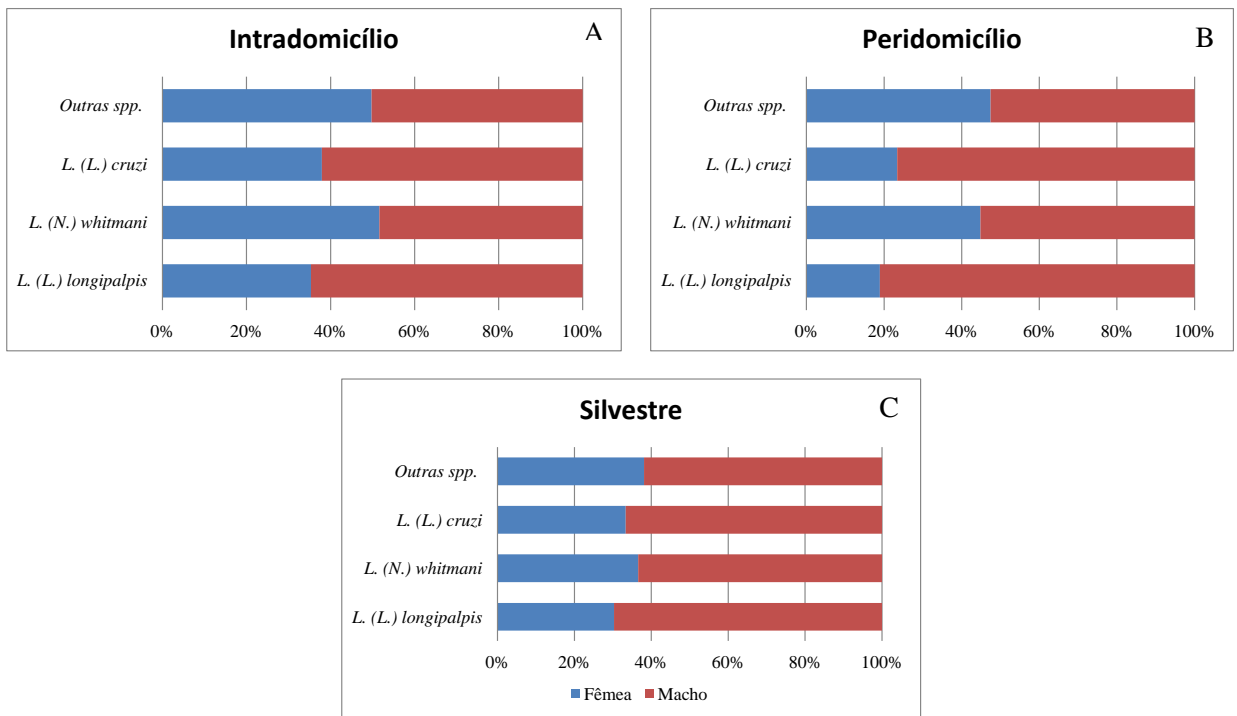 Intradomicílio
A
Outras spp.
L. (L.) cruzi
L. (N.) whitmani
L. (L.) longipalpis
0% 20% 40% 60% 80% 100%
Peridomicílio
B
Outras spp.
L. (L.) cruzi
L. (N.) whitmani
L. (L.) longipalpis
0% 20% 40% 60% 80% 100%
Silvestre
C
Outras spp.
L. (L.) cruzi
L. (N.) whitmani
L. (L.) longipalpis
0% 20% 40% 60% 80% 100%
Fêmea Macho